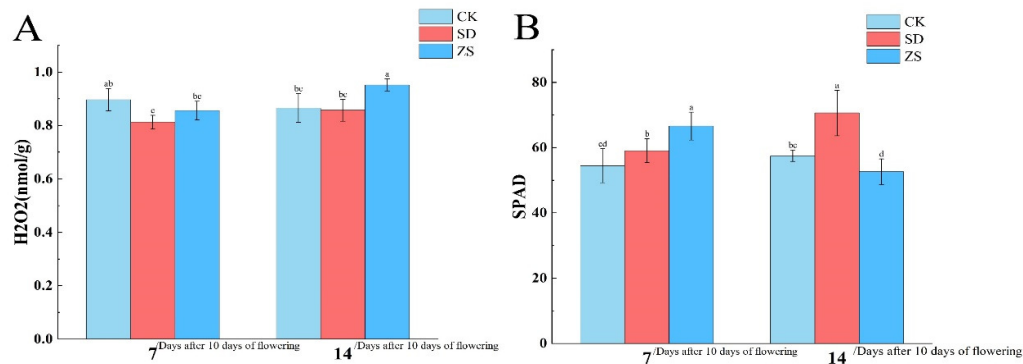 A
CK
SD
ZS
H2O2(nmol/g)
1.0
0.8
0.6
0.4
0.2
0.0
ab
c
bc
bc
bc
a
7/Days after 10 days of flowering
14/Days after 10 days of flowering
B
CK
SD
ZS
SPAD
80
60
40
20
0
cd
b
a
bc
a
d
7/Days after 10 days of flowering
14/Days after 10 days of flowering